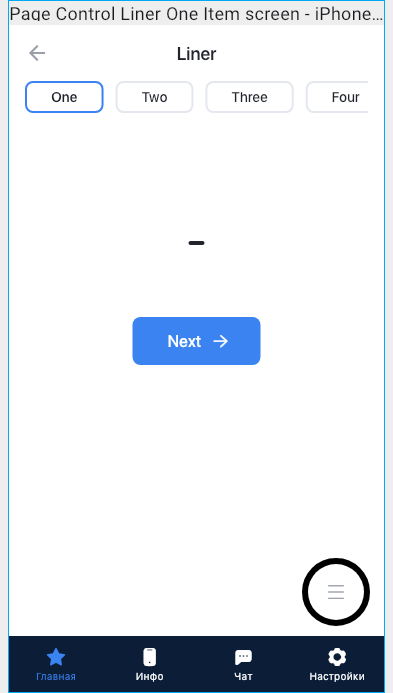 Page Control Liner One Item screen - iPhone...
Liner
One Two Three Four
-
Next
Главная Инфо Чат Настройки